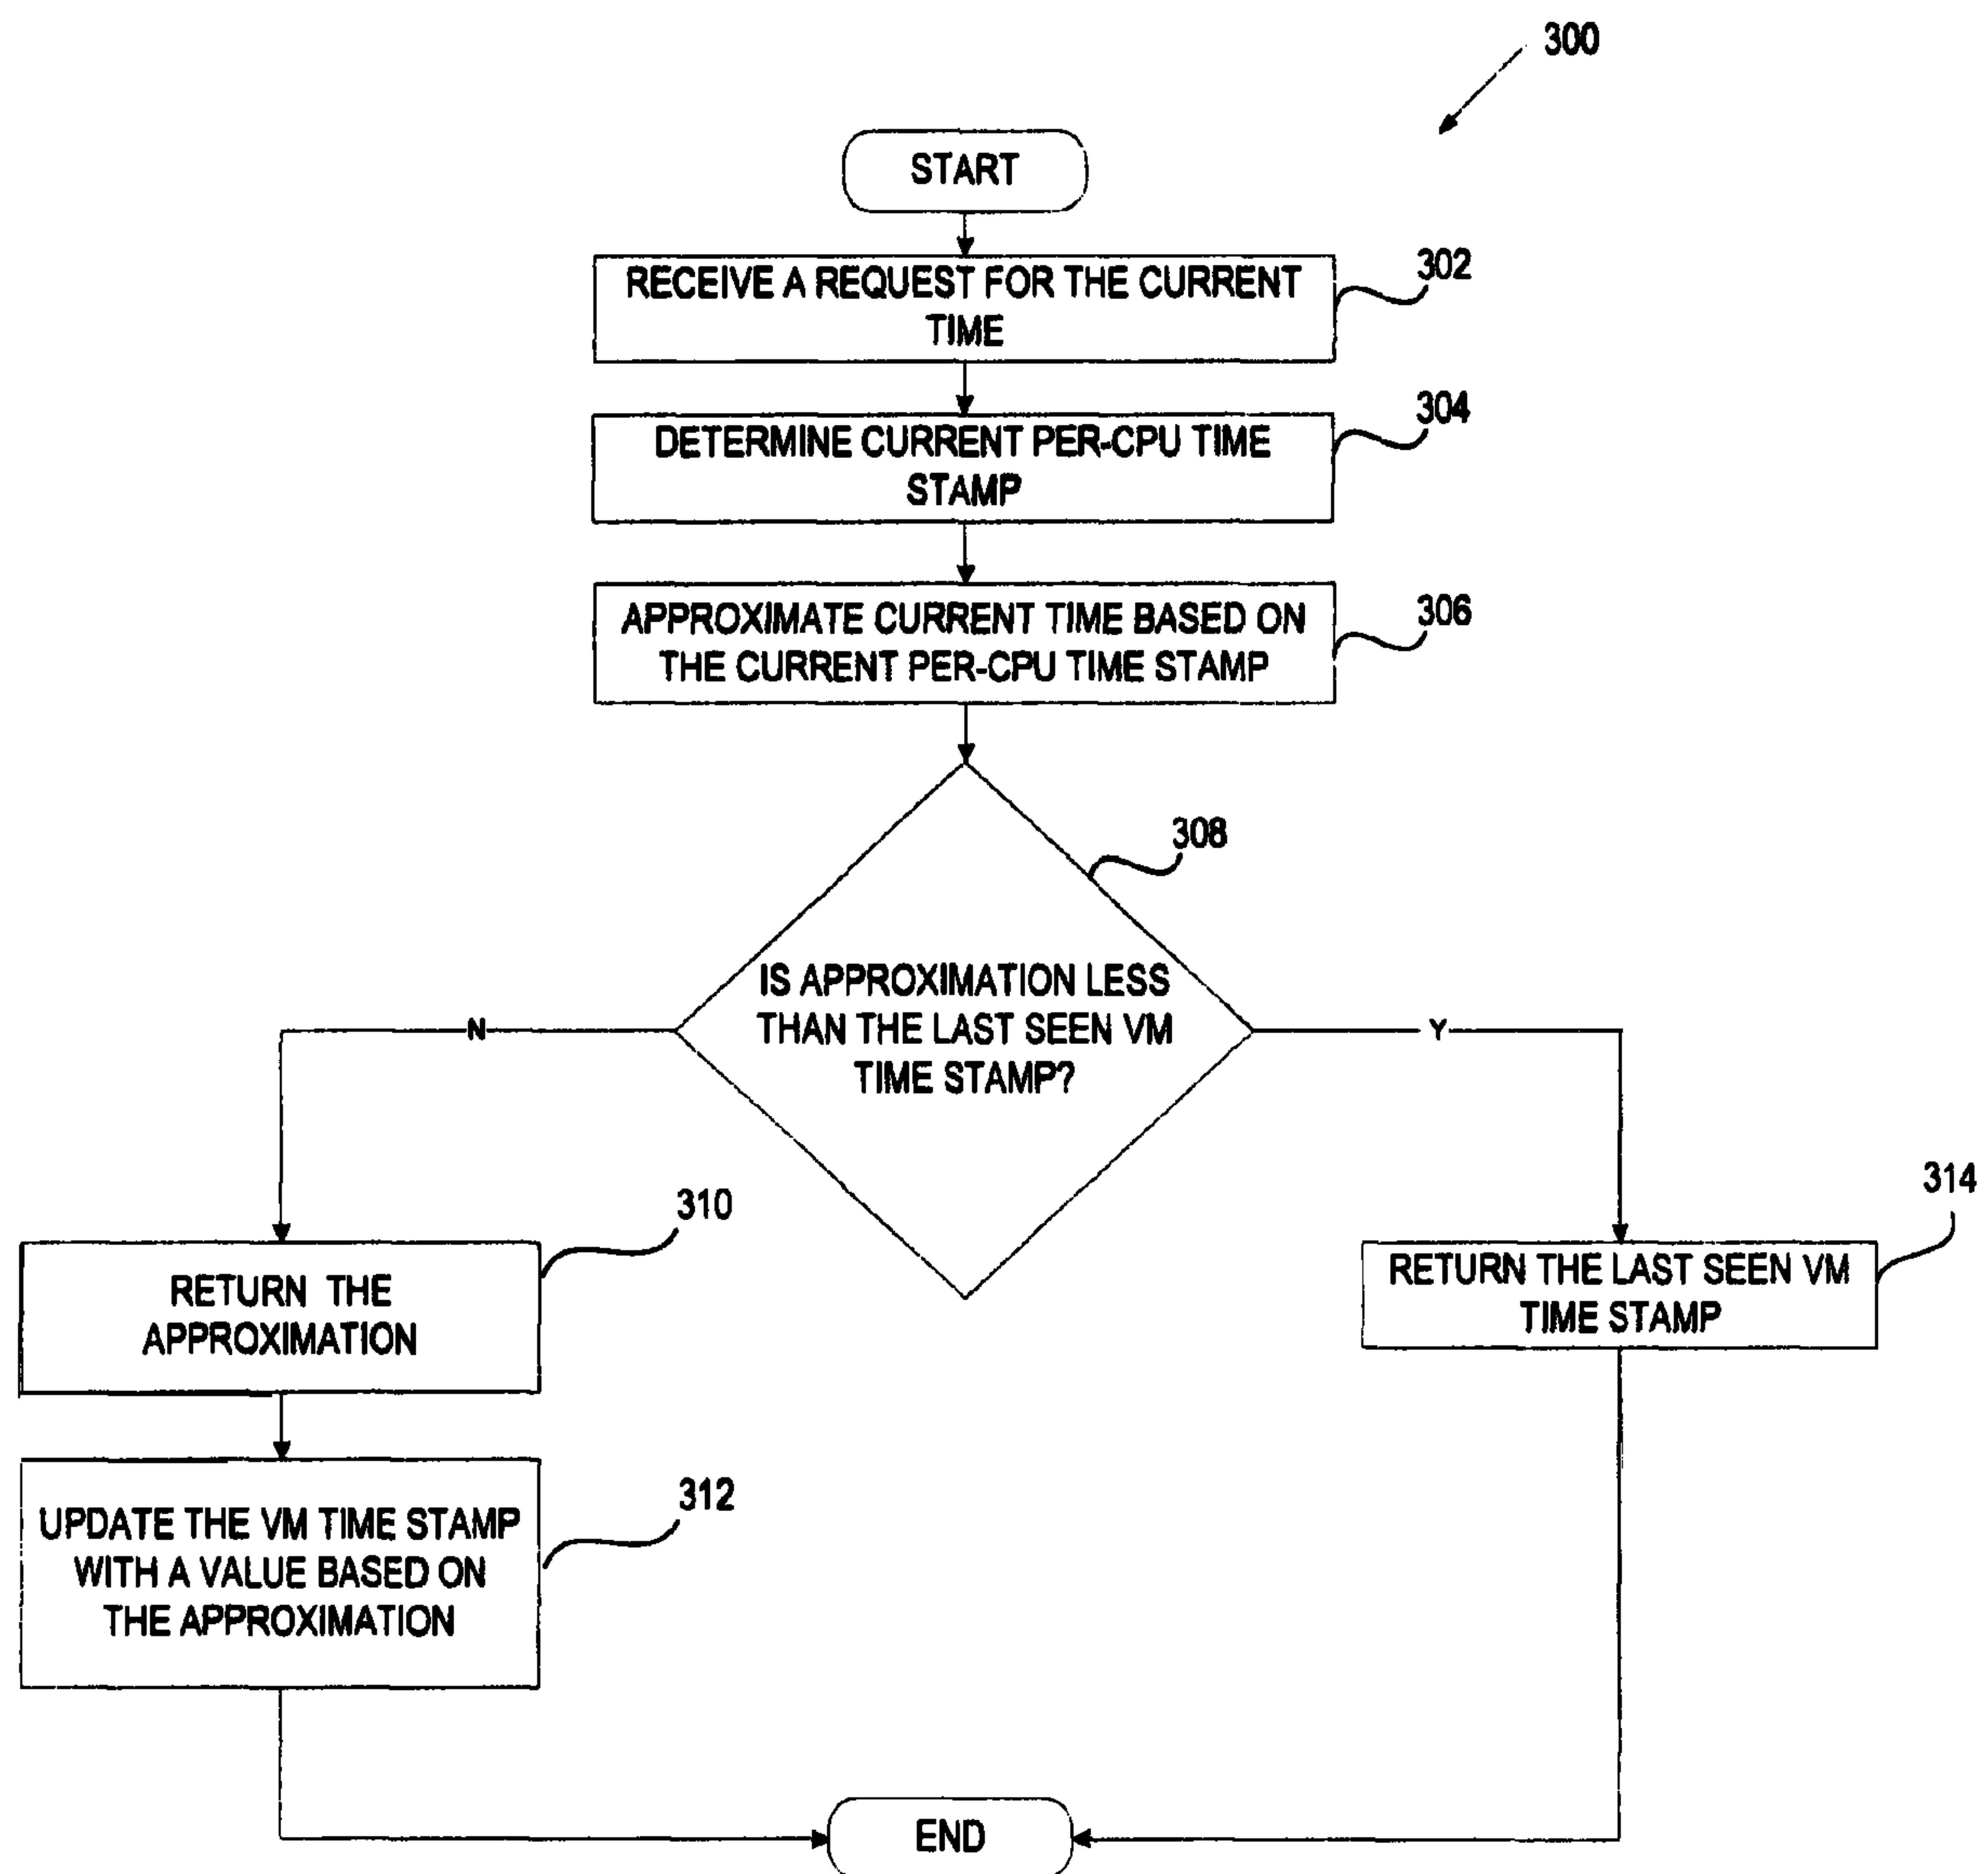 300
START
RECEIVE A REQUEST FOR THE CURRENT
TIME
302
DETERMINE CURRENT PER-CPU TIME
STAMP
304
APPROXIMATE CURRENT TIME BASED ON
THE CURRENT PER-CPU TIME STAMP
306
308
IS APPROXIMATION LESS
THAN THE LAST SEEN VM
TIME STAMP?
N
Y
310
RETURN THE
APPROXIMATION
314
RETURN THE LAST SEEN VM
TIME STAMP
312
UPDATE THE VM TIME STAMP
WITH A VALUE BASED ON
THE APPROXIMATION
END